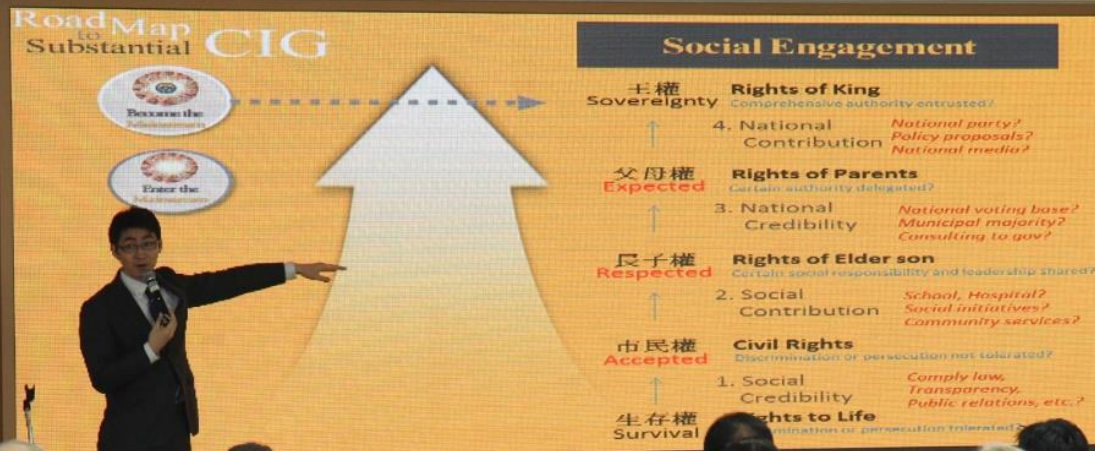 Road Map
to
Substantial CIG
Become the
Mainstream
Enter the
Mainstream
Social Engagement
王權 Rights of King
Sovereignty Comprehensive authority entrusted?
4. National Contribution
National party?
Policy proposals?
National media?
父母權 Rights of Parents
Expected Certain authority delegated?
3. National Credibility
National voting base?
Municipal majority?
Consulting to gov?
長子權 Rights of Elder son
Respected Certain social responsibility and leadership shared?
2. Social Contribution
School, Hospital?
Social initiatives?
Community services?
市民權 Civil Rights
Accepted Discrimination or persecution not tolerated?
1. Social Credibility
Comply law,
Transparency,
Public relations, etc.?
生存權 to Life
Survival or persecution tolerated